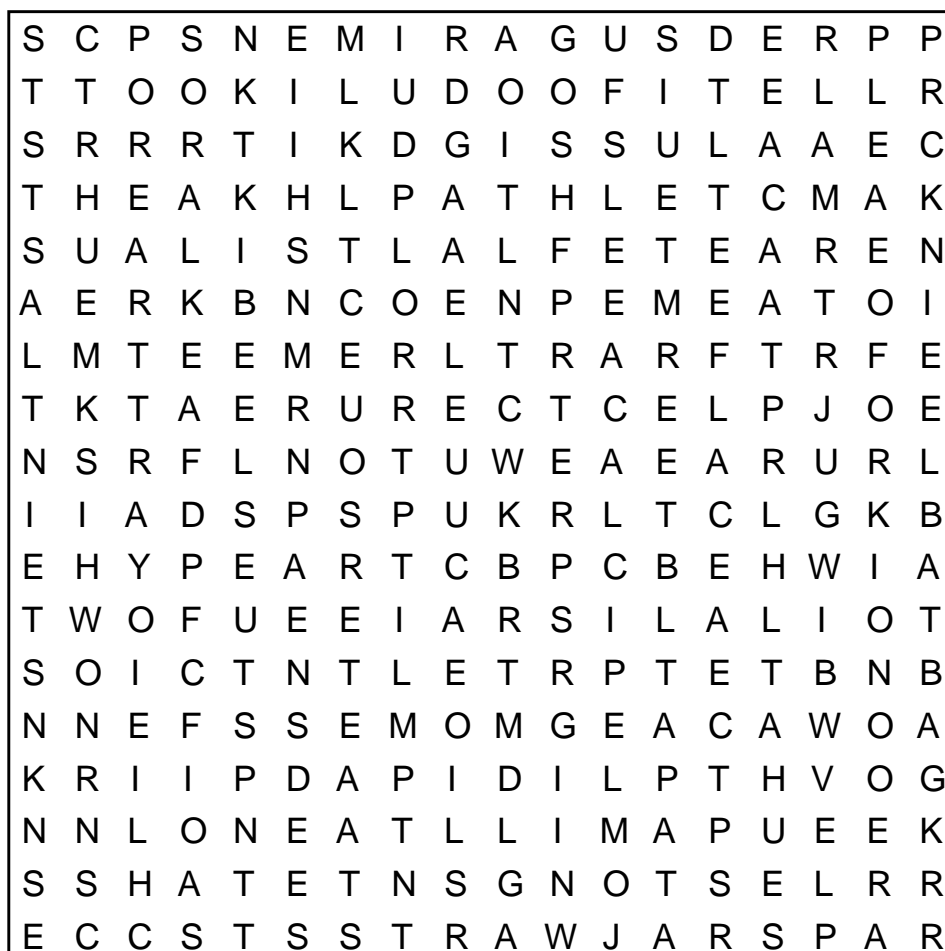 S C P S N E M I R A G U S D E R P P
T T O O K I L U D O O F I T E L L R
S R R R T I K D G I S S U L A A E C
T H E A K H L P A T H L E T C M A K
S U A L I S T L A L F E T E A R E N
A E R K B N C O E N P E M E A T O I
L M T E E M E R L T R A R F T R F E
T K T A E R U R E C T C E L P J O E
N S R F L N O T U W E A E A R U R L
I I A D S P S P U K R L T C L G K B
E H Y P E A R T C B P C B E H W I A
T W O F U E E I A R S I L A L I O T
S O I C T N T L E T R P T E T B N B
N N E F S S E M O M G E A C A W O A
K R I I P D A P I D I L P T H V O G
N N L O N E A T L L I M A P U E E K
S S H A T E T N S G N O T S E L R R
E C C S T S S T R A W J A R S P A R